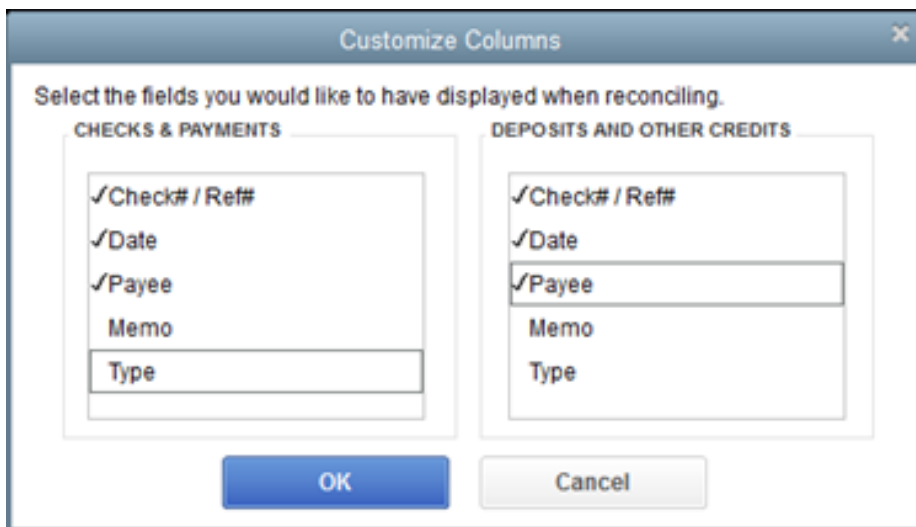 Customize Columns
Select the fields you would like to have displayed when reconciling.
CHECKS & PAYMENTS
✓Check# / Ref#
✓Date
✓Payee
Memo
Type
DEPOSITS AND OTHER CREDITS
✓Check# / Ref#
✓Date
✓Payee
Memo
Type
OK
Cancel